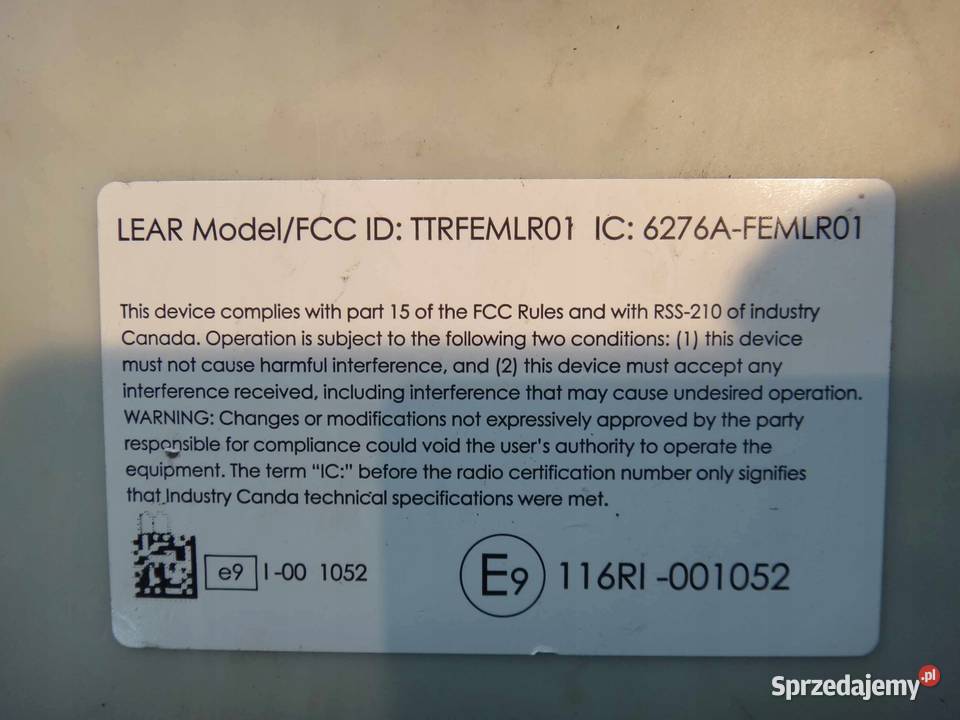 LEAR Model/FCC ID: TTRFEMLR01 IC: 6276A-FEMLR01
This device complies with part 15 of the FCC Rules and with RSS-210 of industry
Canada. Operation is subject to the following two conditions: (1) this device
must not cause harmful interference, and (2) this device must accept any
interference received, including interference that may cause undesired operation.
WARNING: Changes or modifications not expressively approved by the party
responsible for compliance could void the user's authority to operate the
equipment. The term "IC:" before the radio certification number only signifies
that Industry Canda technical specifications were met.
e9 I-00 1052 E9 116RI-001052
Sprzedajemy.pl